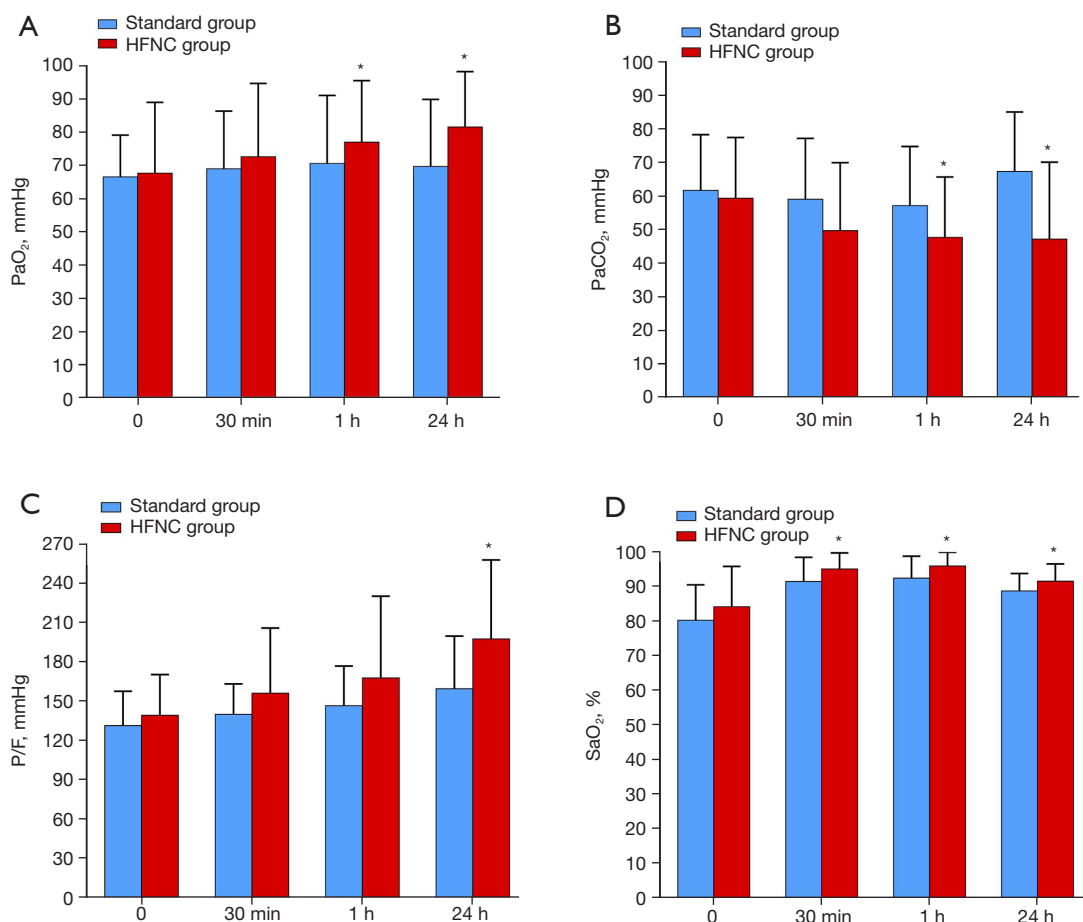 A
Standard group
HFNC group
PaO2, mmHg
100
90
80
70
60
50
40
30
20
10
0
*
*
0 30 min 1 h 24 h
B
Standard group
HFNC group
PaCO2, mmHg
100
90
80
70
60
50
40
30
20
10
0
*
*
0 30 min 1 h 24 h
C
Standard group
HFNC group
P/F, mmHg
270
240
210
180
150
130
90
60
30
0
*
0 30 min 1 h 24 h
D
Standard group
HFNC group
SaO2, %
100
90
80
70
60
50
40
30
20
10
0
*
*
*
0 30 min 1 h 24 h